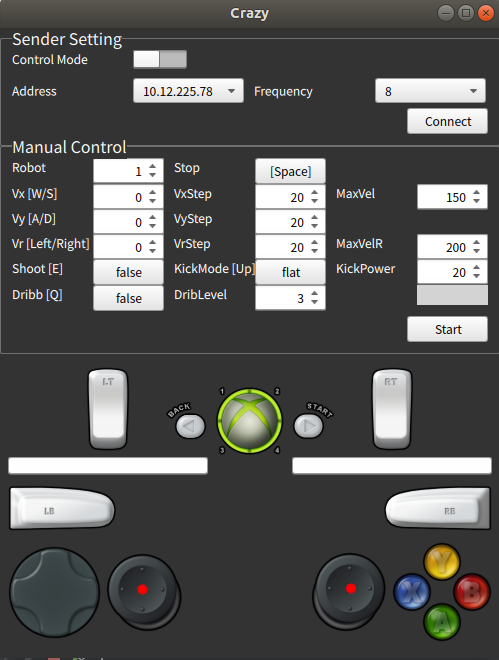 Crazy
Sender Setting
Control Mode
Address 10.12.225.78 Frequency 8
Connect
Manual Control
Robot 1 Stop [Space]
Vx [W/S] 0 VxStep 20 MaxVel 150
Vy [A/D] 0 VyStep 20
Vr [Left/Right] 0 VrStep 20 MaxVelR 200
Shoot [E] false KickMode [Up] flat KickPower 20
Dribb [Q] false DribLevel 3
Start
LT RT
1 2
BACK START
3 4
LB RB
Y
X B
A